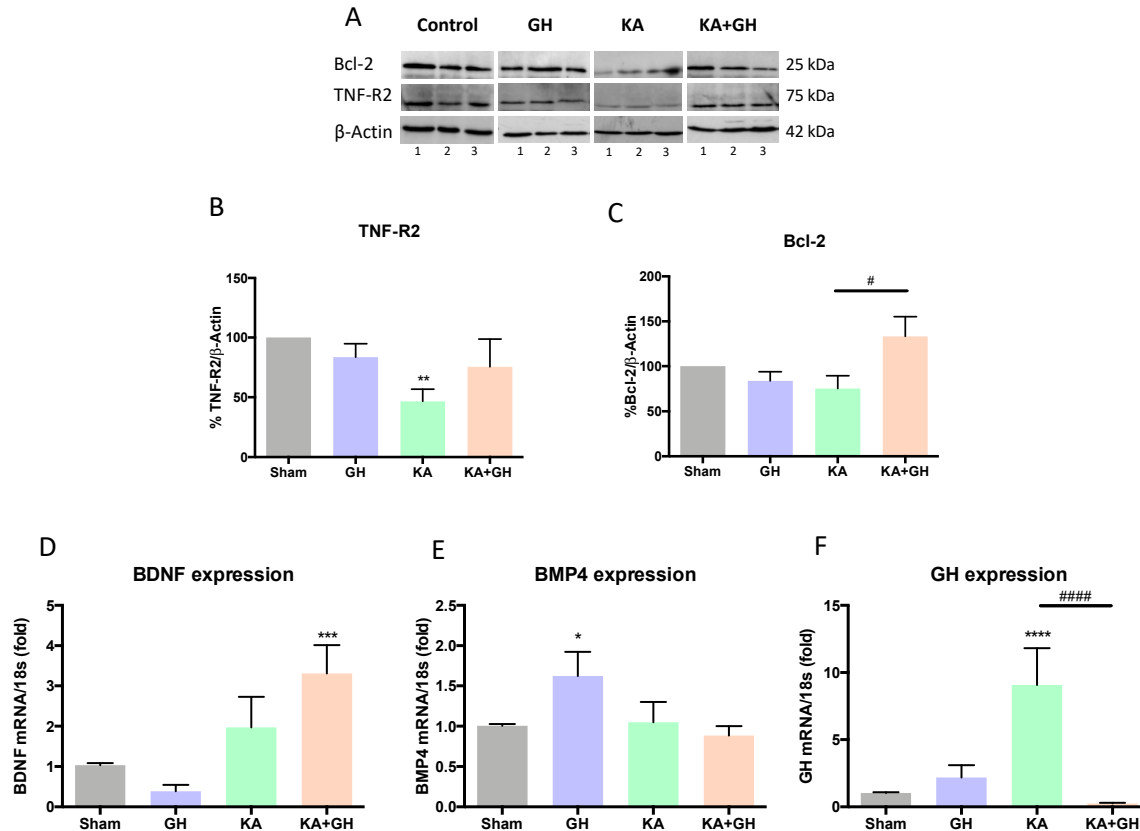 A
Control GH KA KA+GH
Bcl-2 25 kDa
TNF-R2 75 kDa
β-Actin 42 kDa
1 2 3 1 2 3 1 2 3 1 2 3
B
TNF-R2
% TNF-R2/β-Actin
150
100
50
0
**
Sham GH KA KA+GH
C
Bcl-2
%Bcl-2/β-Actin
200
150
100
50
0
#
Sham GH KA KA+GH
D
BDNF expression
BDNF mRNA/18s (fold)
5
4
3
2
1
0
***
Sham GH KA KA+GH
E
BMP4 expression
BMP4 mRNA/18s (fold)
2.5
2.0
1.5
1.0
0.5
0.0
*
Sham GH KA KA+GH
F
GH expression
GH mRNA/18s (fold)
15
10
5
0
####
****
Sham GH KA KA+GH